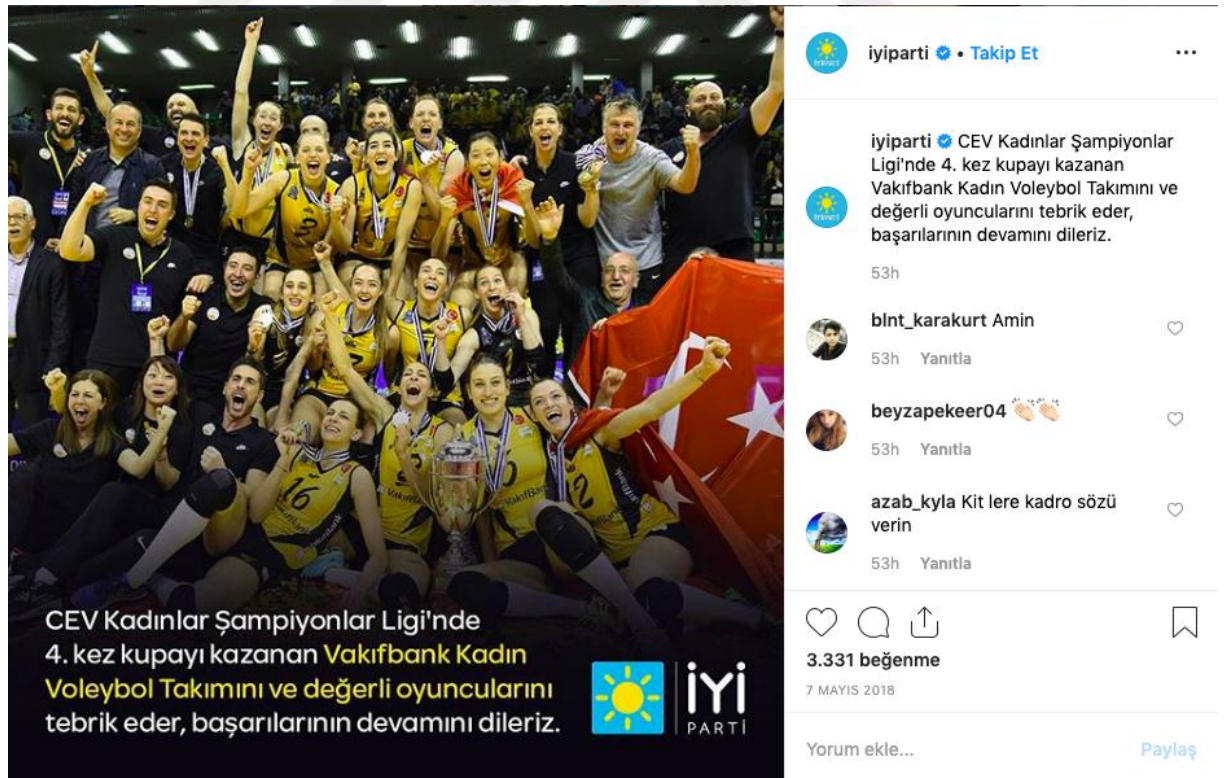 iyiparti • Takip Et
iyiparti CEV Kadınlar Şampiyonlar
Ligi'nde 4. kez kupayı kazanan
Vakıfbank Kadın Voleybol Takımını ve
değerli oyuncularını tebrik eder,
başarılarının devamını dileriz.
53h
blnt_karakurt Amin
53h Yanıtla
beyzapekeer04 👏🏻👏🏻
53h Yanıtla
azab_kyla Kit lere kadro sözü
verin
53h Yanıtla
3.331 beğenme
7 MAYIS 2018
Yorum ekle...
Paylaş
16
VakıfBank
CEV Kadınlar Şampiyonlar Ligi'nde
4. kez kupayı kazanan Vakıfbank Kadın
Voleybol Takımını ve değerli oyuncularını
tebrik eder, başarılarının devamını dileriz.
İYİ
PARTİ